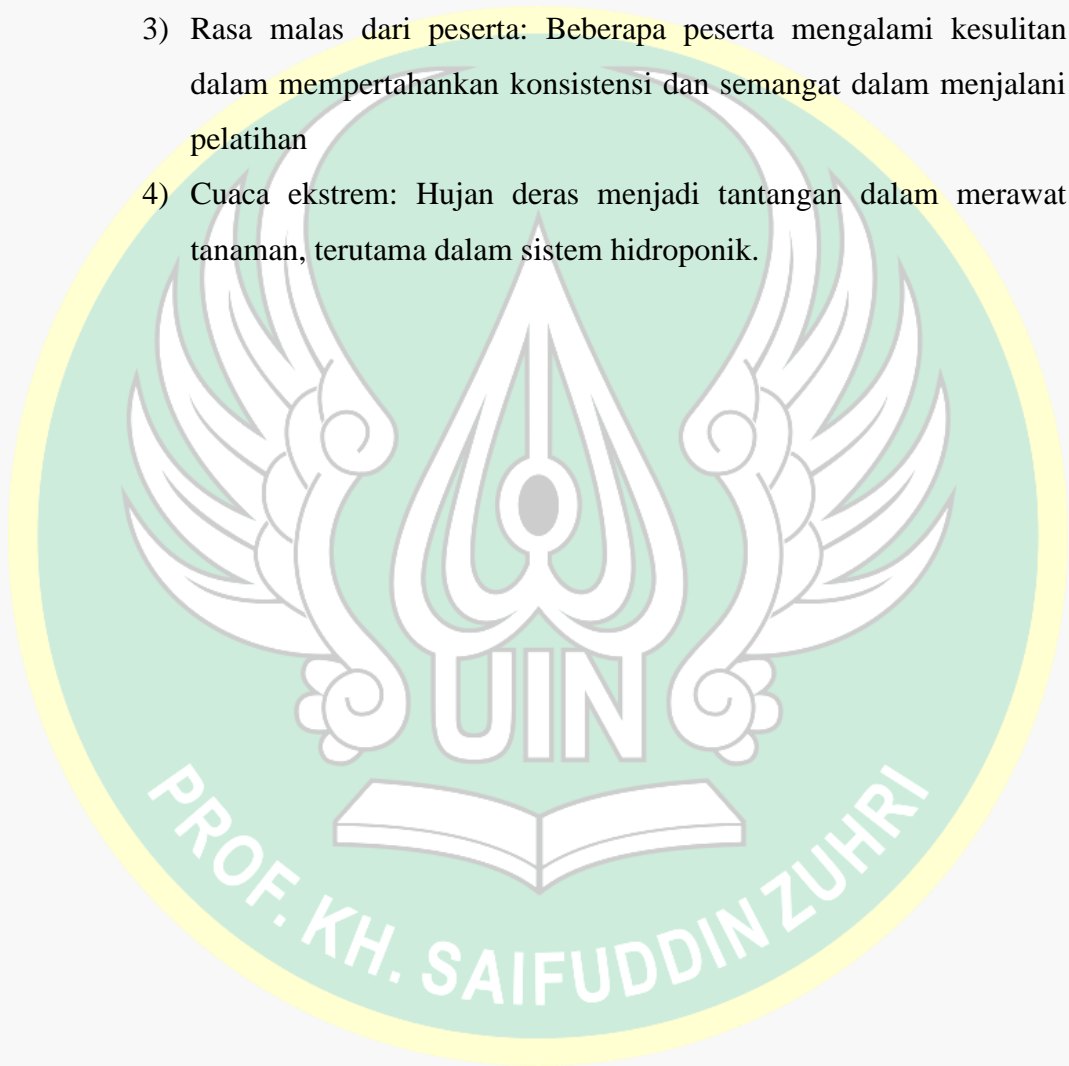 3) Rasa malas dari peserta: Beberapa peserta mengalami kesulitan
dalam mempertahankan konsistensi dan semangat dalam menjalani
pelatihan
4) Cuaca ekstrem: Hujan deras menjadi tantangan dalam merawat
tanaman, terutama dalam sistem hidroponik.
UIN
PROF. KH. SAIFUDDIN ZUHRI